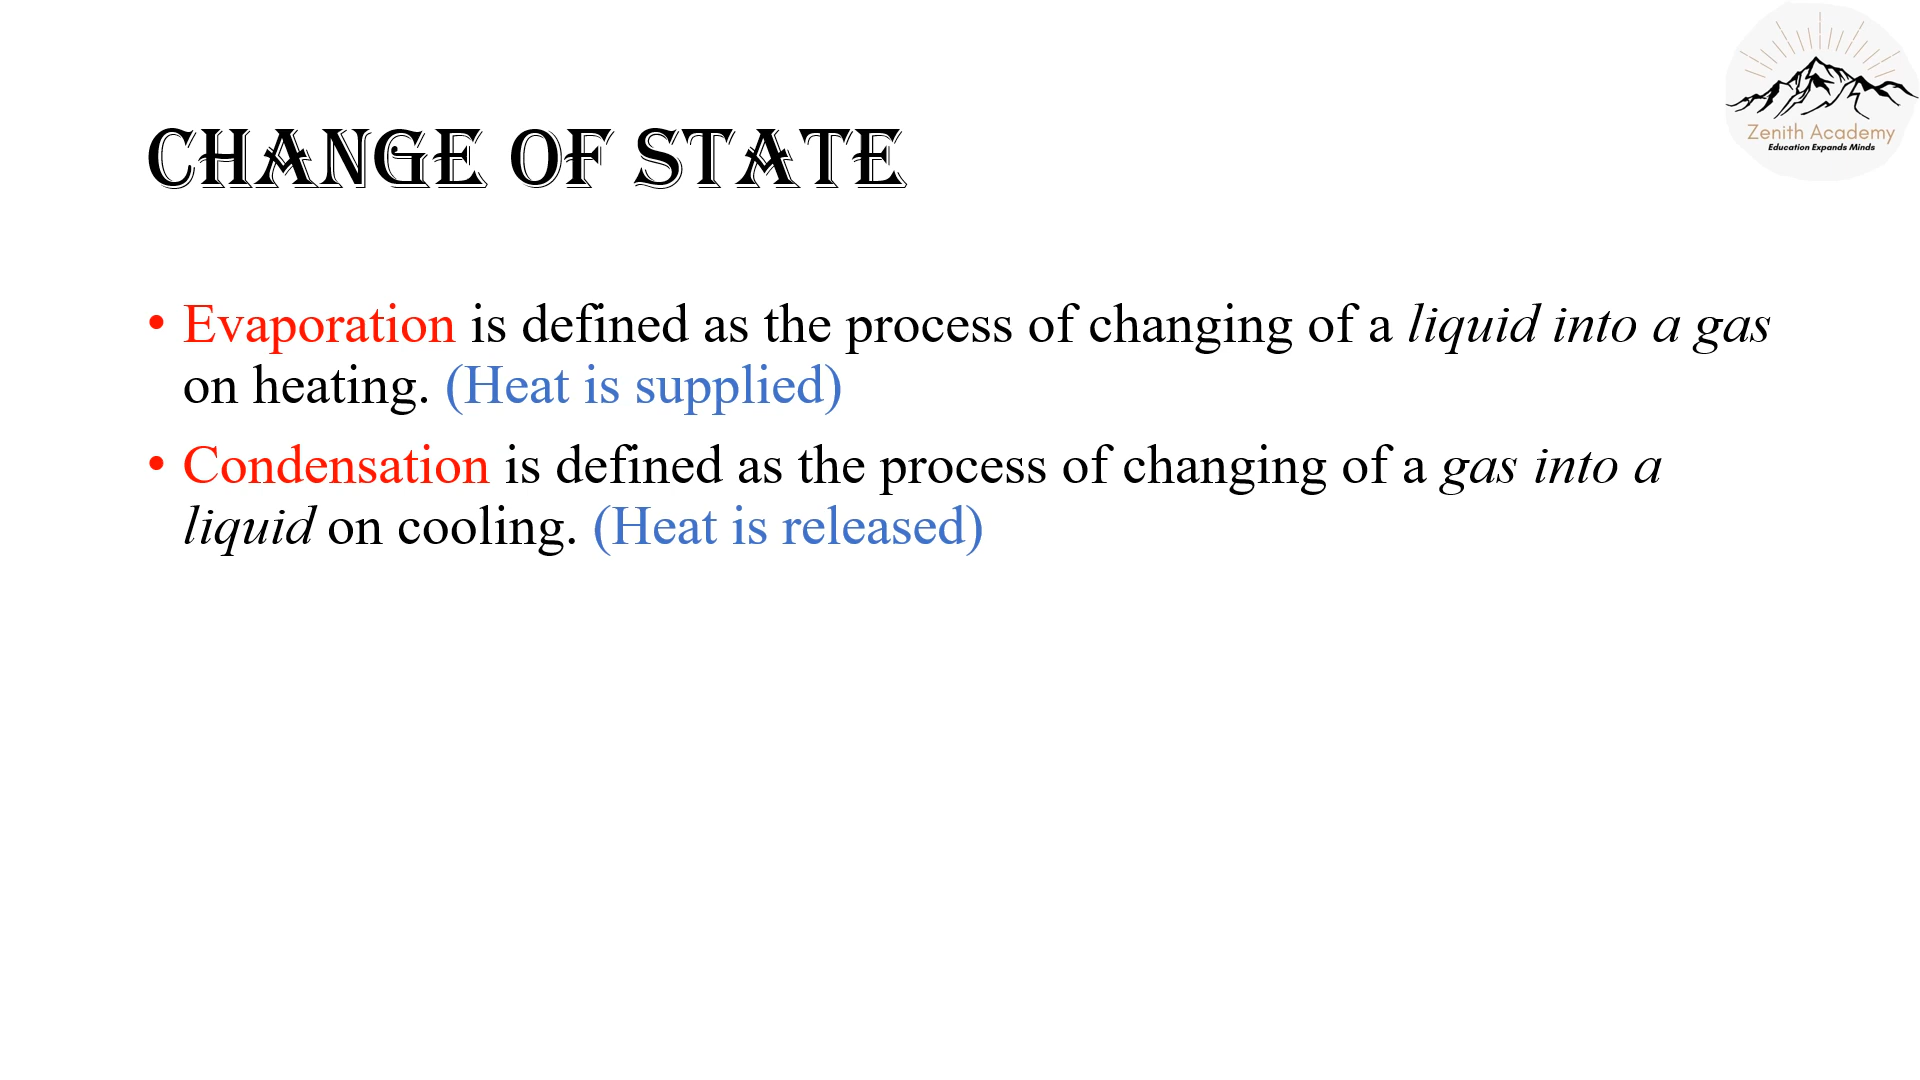 Zenith Academy
Education Expands Minds
CHANGE OF STATE
• Evaporation is defined as the process of changing of a liquid into a gas
on heating. (Heat is supplied)
• Condensation is defined as the process of changing of a gas into a
liquid on cooling. (Heat is released)